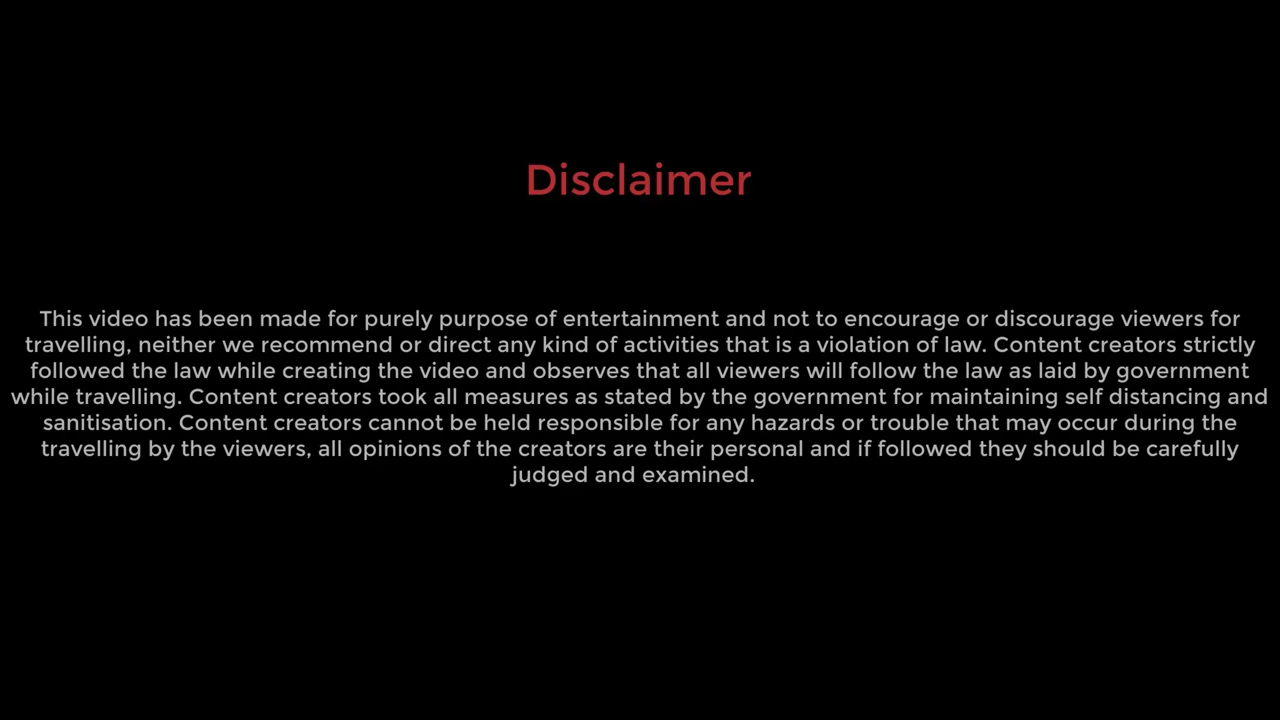 Disclaimer
This video has been made for purely purpose of entertainment and not to encourage or discourage viewers for
travelling, neither we recommend or direct any kind of activities that is a violation of law. Content creators strictly
followed the law while creating the video and observes that all viewers will follow the law as laid by government
while travelling. Content creators took all measures as stated by the government for maintaining self distancing and
sanitisation. Content creators cannot be held responsible for any hazards or trouble that may occur during the
travelling by the viewers, all opinions of the creators are their personal and if followed they should be carefully
judged and examined.